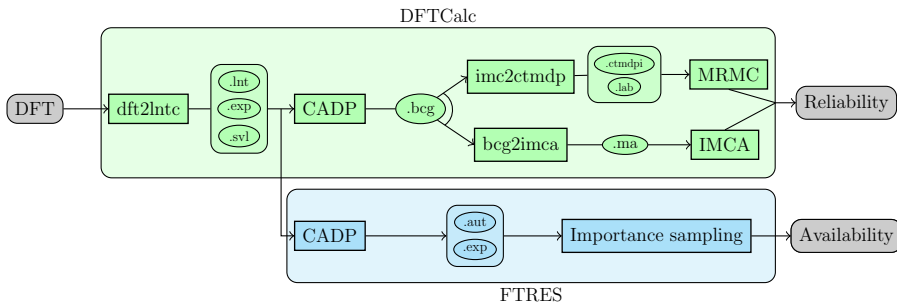 DFTCalc
DFT
dft2lntc
.lnt
.exp
.svl
CADP
.bcg
imc2ctmdp
.ctmdpi
.lab
MRMC
bcg2imca
.ma
IMCA
Reliability
CADP
.aut
.exp
Importance sampling
Availability
FTRES